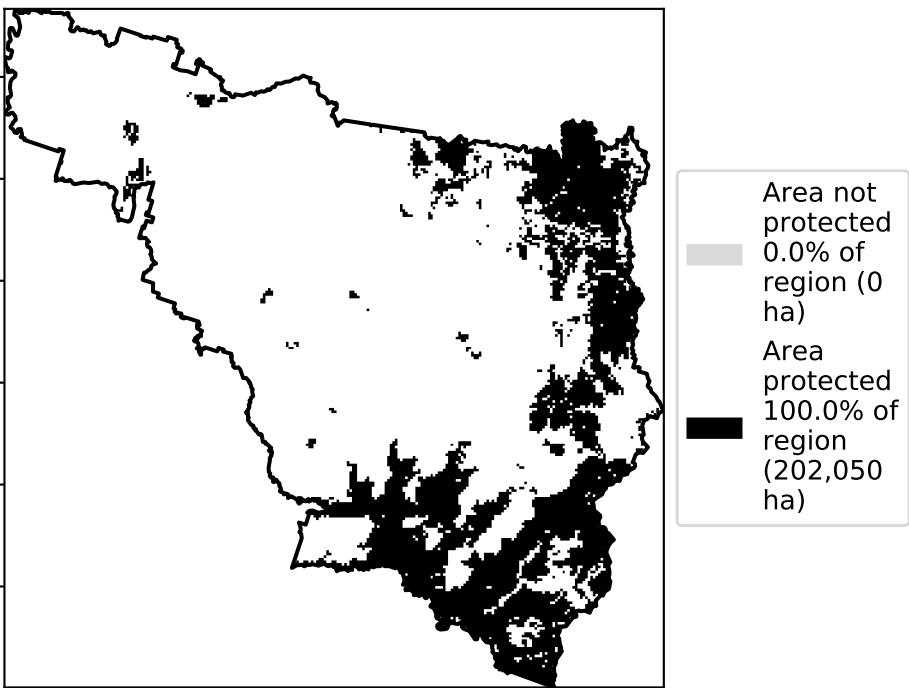 Area not
protected
0.0% of
region (0
ha)
Area
protected
100.0% of
region
(202,050
ha)